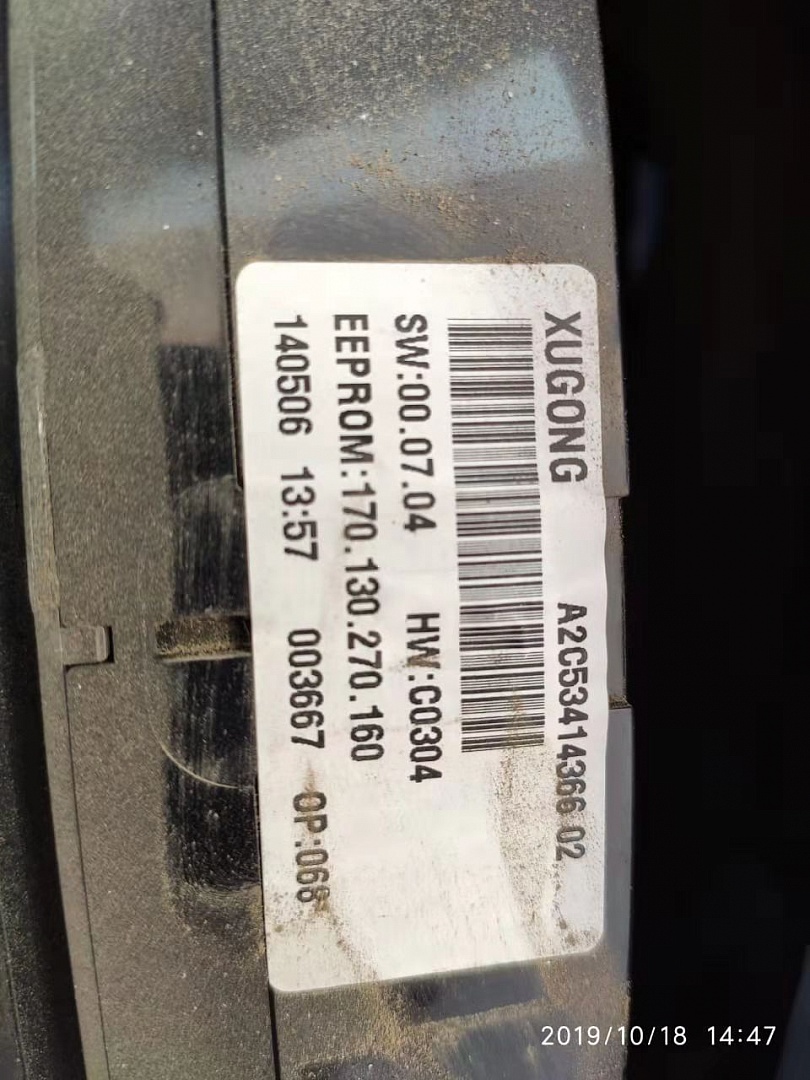 XUGONG A2C53414366 02
SW:00.07.04 HW:C0304
EEPROM:170.130.270.160
140506 13:57 003667 OP:068
2019/10/18 14:47